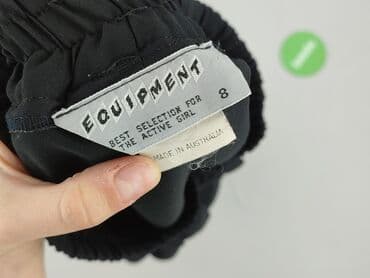 EQUIPMENT
BEST SELECTION FOR
THE ACTIVE GIRL
8
MADE IN AUSTRALIA